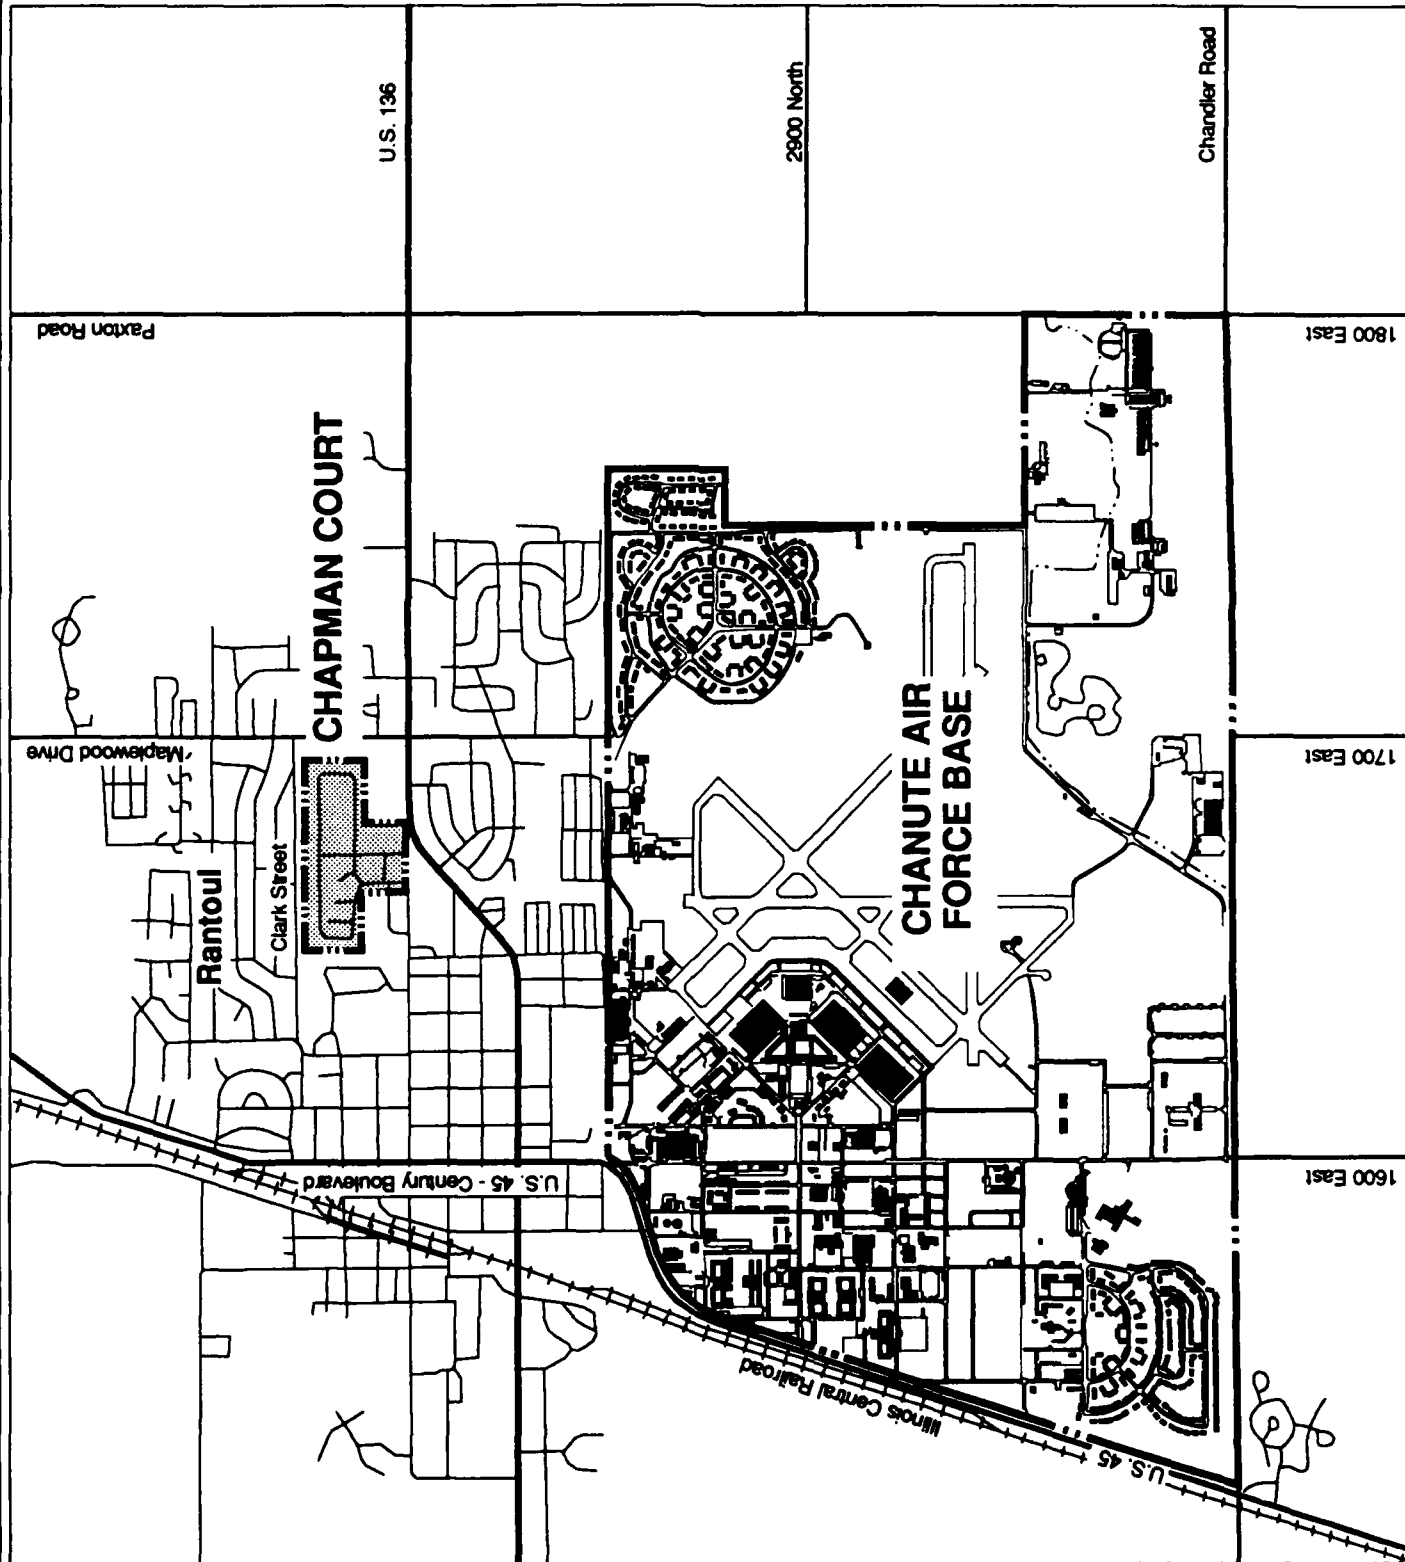 U.S. 136
2900 North
Chandler Road
Paxton Road
1800 East
CHAPMAN COURT
Maplewood Drive
1700 East
Clark Street
Rantoul
CHANUTE AIR
FORCE BASE
U.S. 45 - Century Boulevard
1600 East
Illinois Central Railroad
U.S. 45